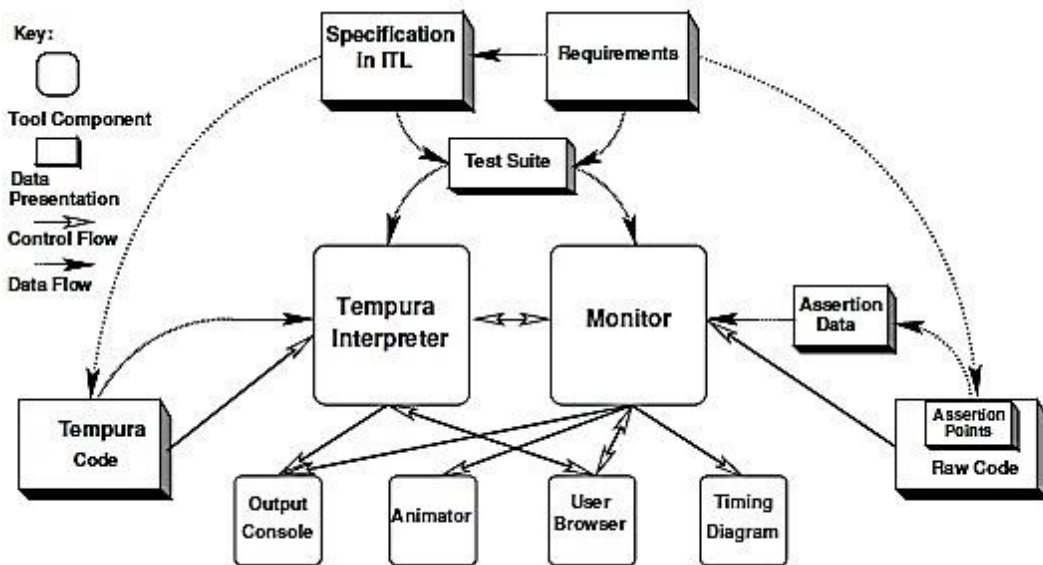 Key:
Tool Component
Data
Presentation
Control Flow
Data Flow
Specification
In ITL
Requirements
Test Suite
Tempura
Interpreter
Monitor
Assertion
Data
Tempura
Code
Assertion
Points
Raw Code
Output
Console
Animator
User
Browser
Timing
Diagram